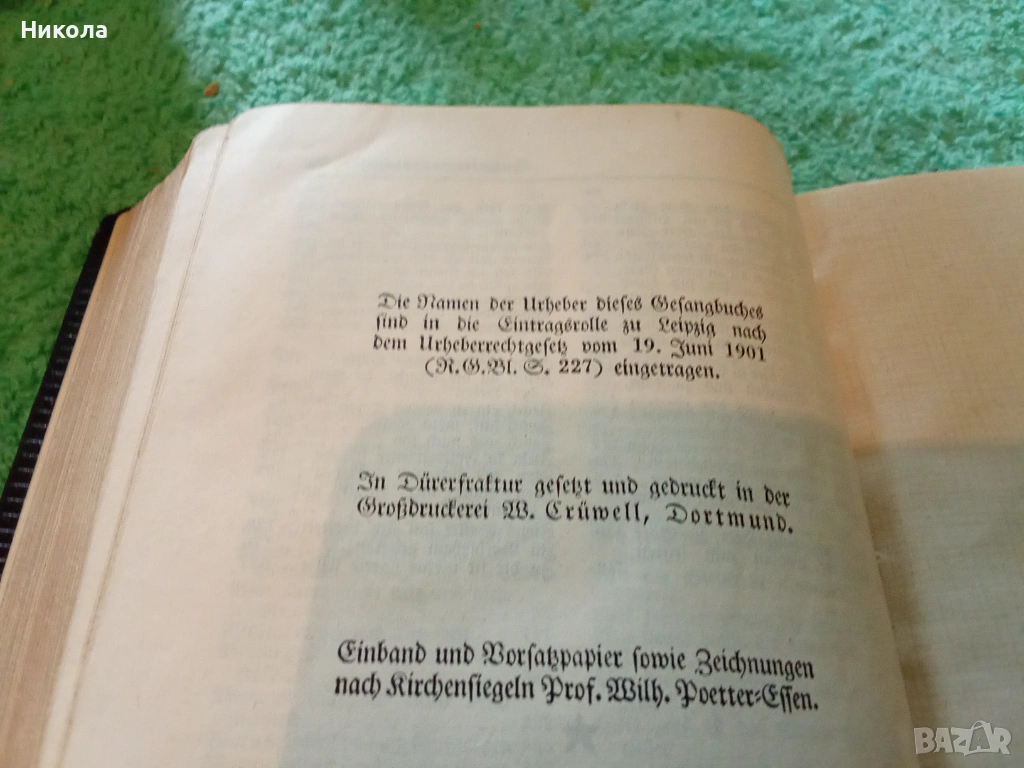 Никола
Die Namen der Urheber dieses Gesangbuches
sind in die Eintragsrolle zu Leipzig nach
dem Urheberrechtgesetz vom 19. Juni 1901
(R.G.Bl. S. 227) eingetragen.
In Dürerfraktur gesetzt und gedruckt in der
Großdruckerei W. Crüwell, Dortmund.
Einband und Vorsatzpapier sowie Zeichnungen
nach Kirchensiegeln Prof. Wilh. Poetter-Essen.
BAZAR